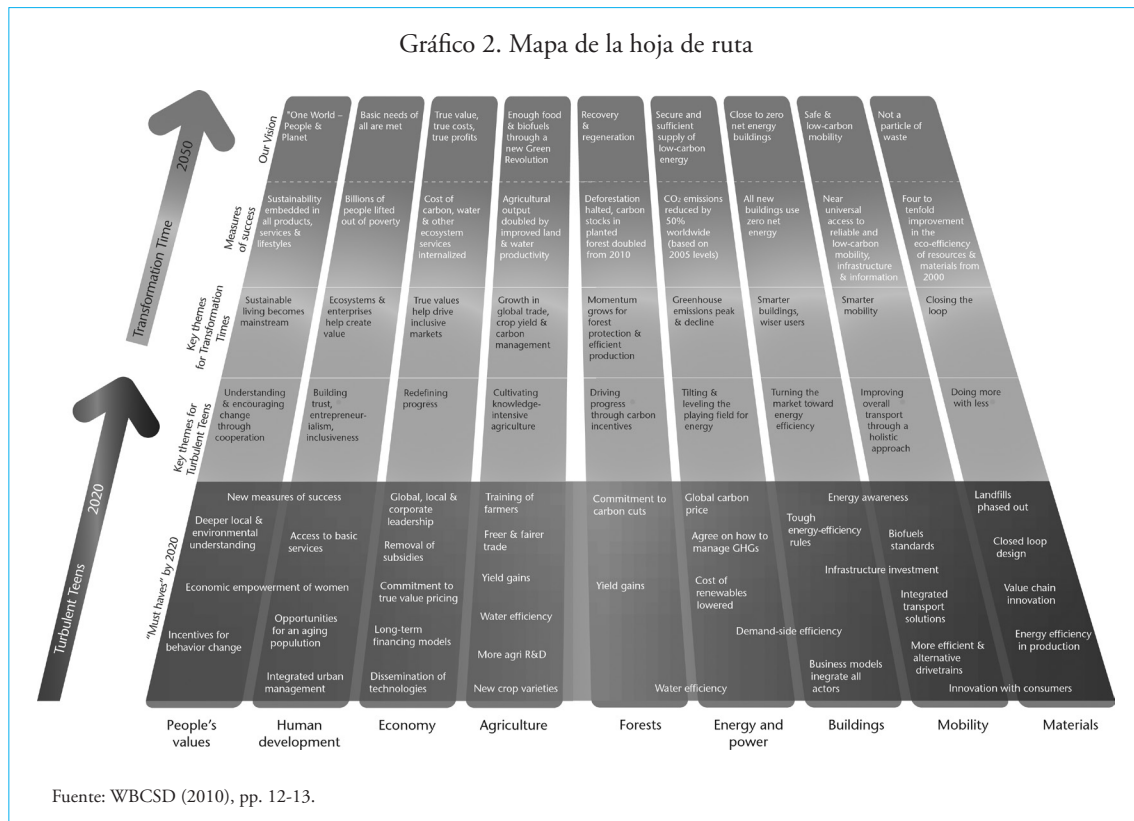 Gráfico 2. Mapa de la hoja de ruta
2050
Transformation Time
2020
Turbulent Teens
Our Vision
"One World –
People &
Planet
Basic needs of
all are met
True value,
true costs,
true profits
Enough food
& biofuels
through a
new Green
Revolution
Recovery
&
regeneration
Secure and
sufficient
supply of
low-carbon
energy
Close to zero
net energy
buildings
Safe &
low-carbon
mobility
Not a
particle of
waste
Measures
of success
Sustainability
embedded in
all products,
services &
lifestyles
Billions of
people lifted
out of poverty
Cost of
carbon, water
& other
ecosystem
services
internalized
Agricultural
output
doubled by
improved land
& water
productivity
Deforestation
halted, carbon
stocks in
planted
forest doubled
from 2010
CO₂ emissions
reduced by
50%
worldwide
(based on
2005 levels)
All new
buildings use
zero net
energy
Near
universal
access to
reliable and
low-carbon
mobility,
infrastructure
& information
Four to
tenfold
improvement
in the
eco-efficiency
of resources &
materials from
2000
Key themes
for Transformation
Times
Sustainable
living becomes
mainstream
Ecosystems &
enterprises
help create
value
True values
help drive
inclusive
markets
Growth in
global trade,
crop yield &
carbon
management
Momentum
grows for
forest
protection &
efficient
production
Greenhouse
emissions peak
& decline
Smarter
buildings,
wiser users
Smarter
mobility
Closing the
loop
Key themes for
Turbulent Teens
Understanding
& encouraging
change
through
cooperation
Building
trust,
entrepreneur-
ialism,
inclusiveness
Redefining
progress
Cultivating
knowledge-
intensive
agriculture
Driving
progress
through carbon
incentives
Tilting &
leveling the
playing field for
energy
Turning the
market toward
energy
efficiency
Improving
overall
transport
through a
holistic
approach
Doing more
with less
"Must haves" by 2020
New measures of success
Deeper local &
environmental
understanding
Access to basic
services
Economic empowerment of women
Opportunities
for an aging
population
Incentives for
behavior change
Integrated urban
management
Global, local &
corporate
leadership
Removal of
subsidies
Commitment to
true value pricing
Long-term
financing models
Dissemination of
technologies
Training of
farmers
Freer & fairer
trade
Yield gains
Water efficiency
More agri R&D
New crop varieties
Commitment to
carbon cuts
Yield gains
Water efficiency
Global carbon
price
Agree on how to
manage GHGs
Cost of
renewables
lowered
Demand-side efficiency
Energy awareness
Tough
energy-efficiency
rules
Infrastructure investment
Business models
inegrate all
actors
Biofuels
standards
Integrated
transport
solutions
More efficient &
alternative
drivetrains
Landfills
phased out
Closed loop
design
Value chain
innovation
Energy efficiency
in production
Innovation with consumers
People's
values
Human
development
Economy
Agriculture
Forests
Energy and
power
Buildings
Mobility
Materials
Fuente: WBCSD (2010), pp. 12-13.